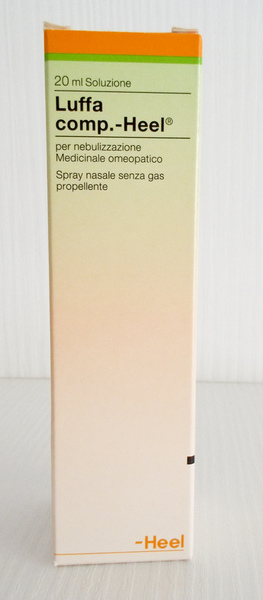 20 ml Soluzione
Luffa
comp.-Heel®
per nebulizzazione
Medicinale omeopatico
Spray nasale senza gas
propellente
-Heel